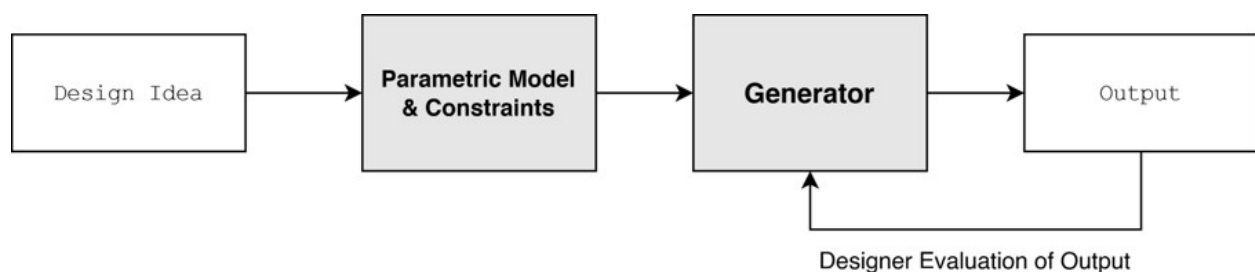 Design Idea
Parametric Model
& Constraints
Generator
Output
Designer Evaluation of Output